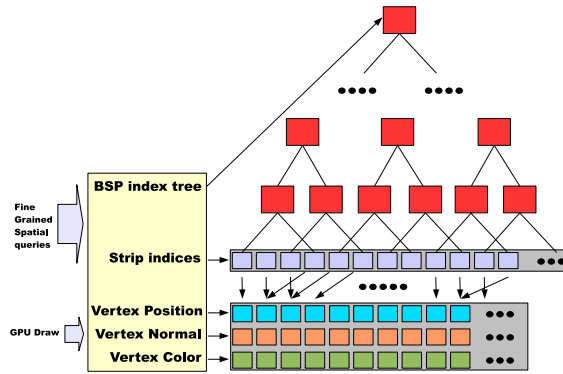 BSP index tree
Fine
Grained
Spatial
queries
Strip indices
Vertex Position
GPU Draw
Vertex Normal
Vertex Color